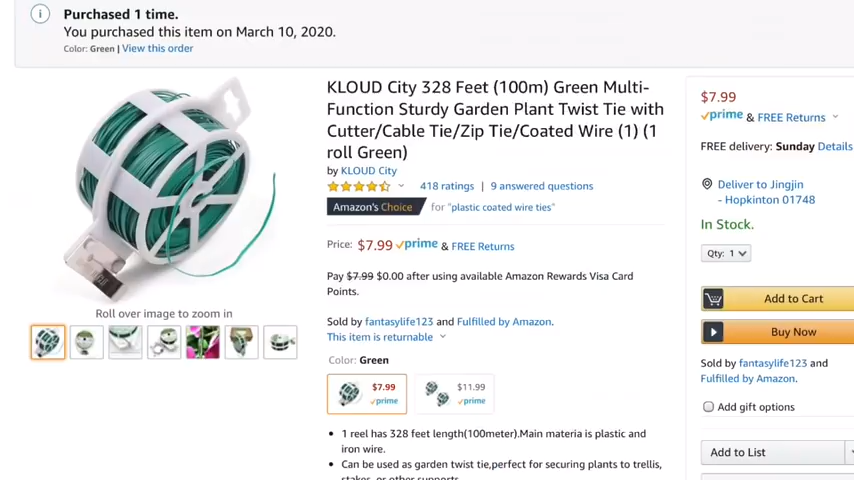 Purchased 1 time.
You purchased this item on March 10, 2020.
Color: Green | View this order
Roll over image to zoom in
KLOUD City 328 Feet (100m) Green Multi-
Function Sturdy Garden Plant Twist Tie with
Cutter/Cable Tie/Zip Tie/Coated Wire (1) (1
roll Green)
by KLOUD City
418 ratings | 9 answered questions
Amazon's Choice for "plastic coated wire ties"
Price: $7.99 prime & FREE Returns
Pay $7.99 $0.00 after using available Amazon Rewards Visa Card
Points.
Sold by fantasylife123 and Fulfilled by Amazon.
This item is returnable
Color: Green
$7.99
prime
$11.99
prime
• 1 reel has 328 feet length(100meter).Main materia is plastic and
iron wire.
• Can be used as garden twist tie,perfect for securing plants to trellis,
stakes, or other supports.
$7.99
prime & FREE Returns
FREE delivery: Sunday Details
Deliver to Jingjin
- Hopkinton 01748
In Stock.
Qty: 1
Add to Cart
Buy Now
Sold by fantasylife123 and
Fulfilled by Amazon.
Add gift options
Add to List